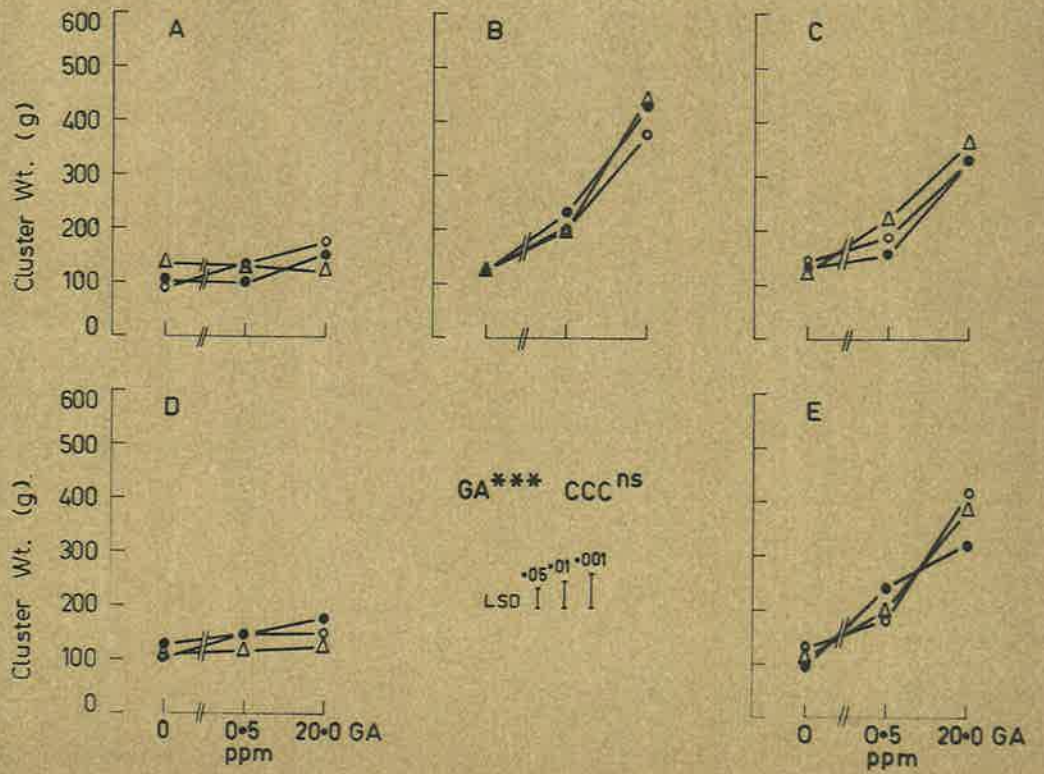 600
500
400
300
200
100
0
Cluster Wt. (g)
A
B
C
600
500
400
300
200
100
0
Cluster Wt. (g).
D
GA*** CCC ns
•05 •01 •001
LSD
E
0 0•5 20•0 GA
ppm
0 0•5 20•0 GA
ppm